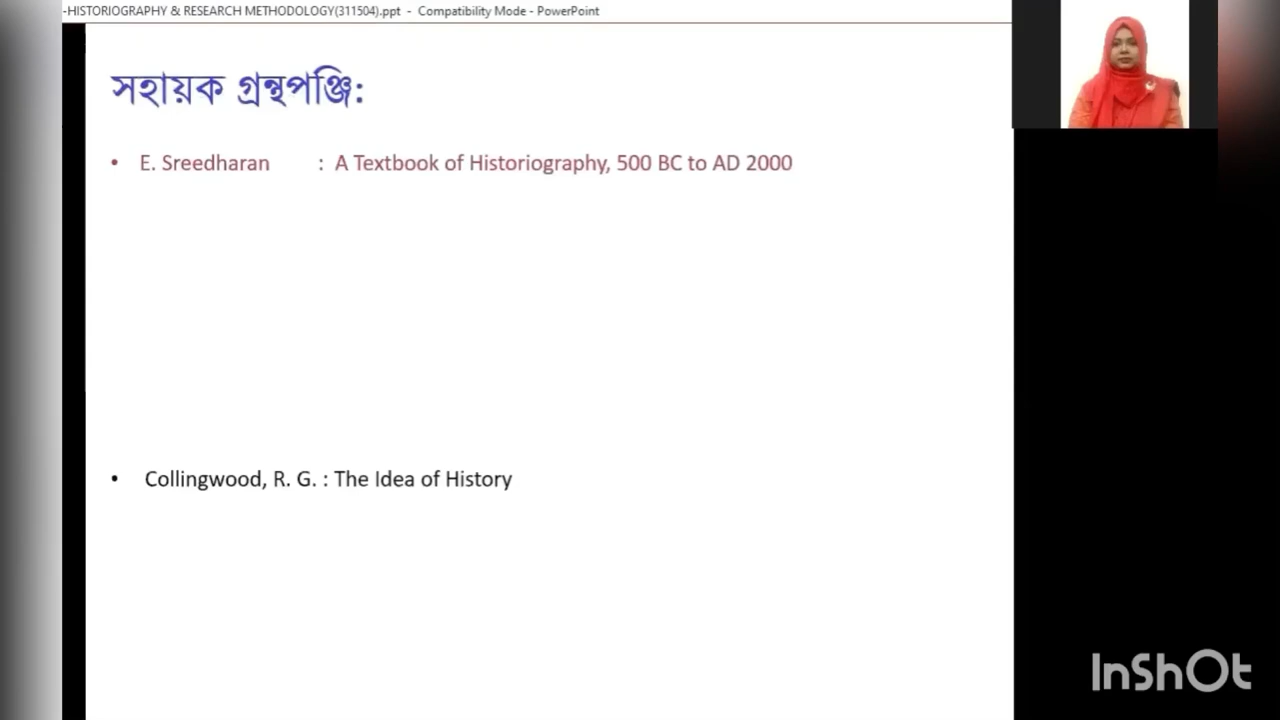 -HISTORIOGRAPHY & RESEARCH METHODOLOGY(311504).ppt - Compatibility Mode - PowerPoint
সহায়ক গ্রন্থপঞ্জি:
• E. Sreedharan : A Textbook of Historiography, 500 BC to AD 2000
• Collingwood, R. G. : The Idea of History
InShOt